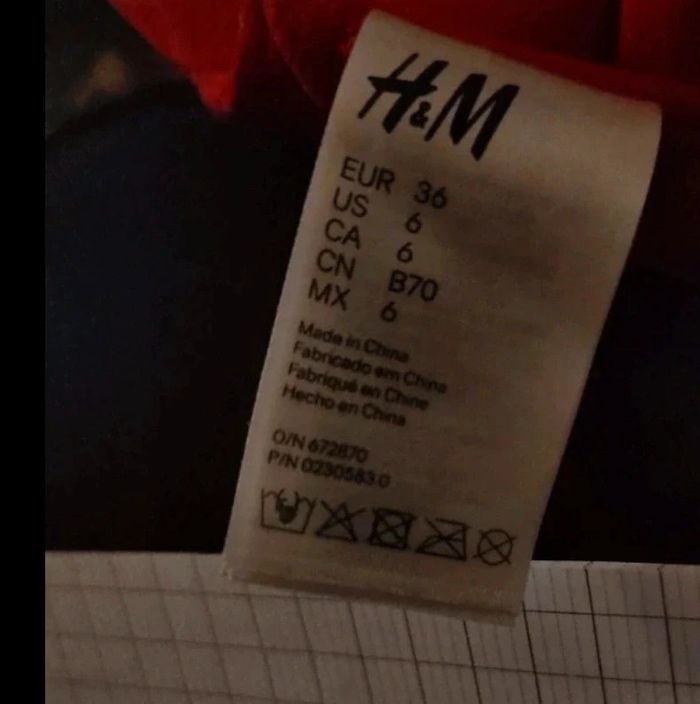 H&M
EUR 36
US 6
CA 6
CN B70
MX 6
Made in China
Fabricado em China
Fabriqué en Chine
Hecho en China
O/N 672870
P/N 0230583.0